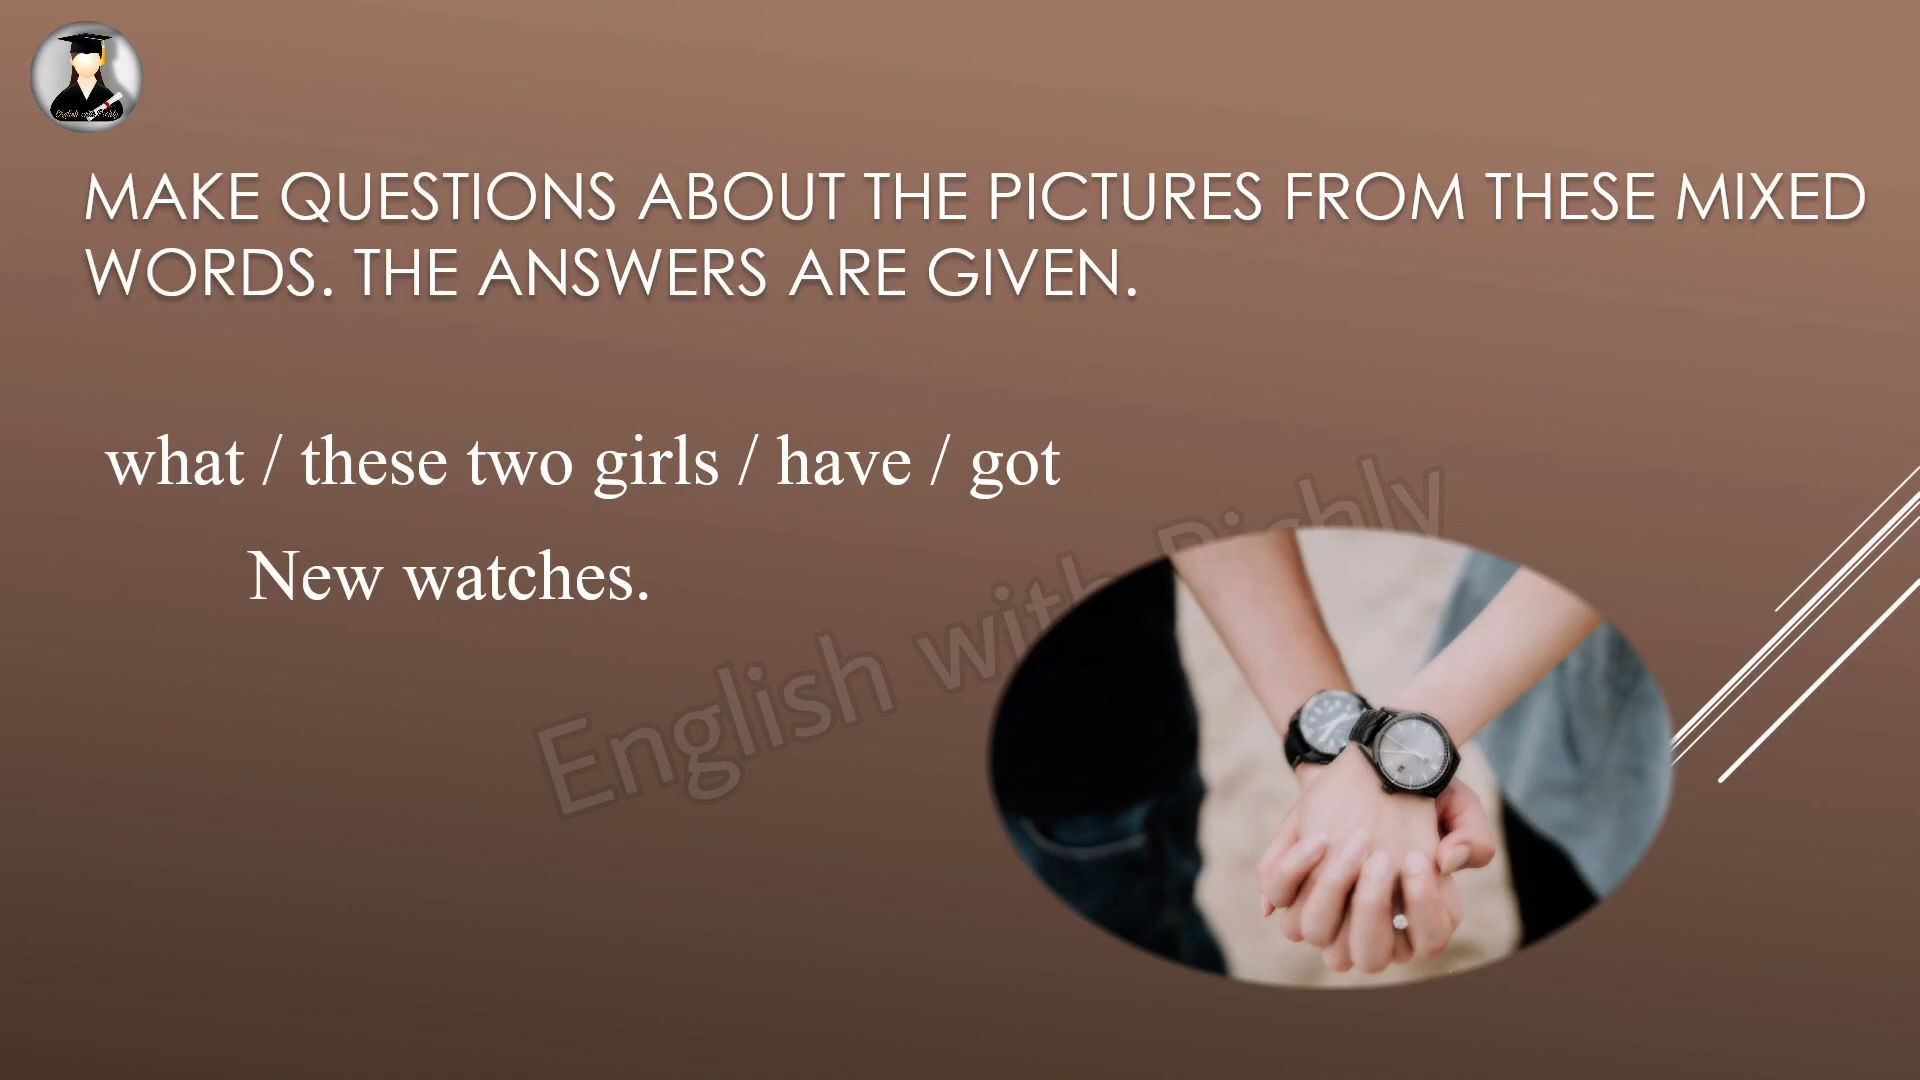 MAKE QUESTIONS ABOUT THE PICTURES FROM THESE MIXED
WORDS. THE ANSWERS ARE GIVEN.
what / these two girls / have / got
New watches.
English with Richly